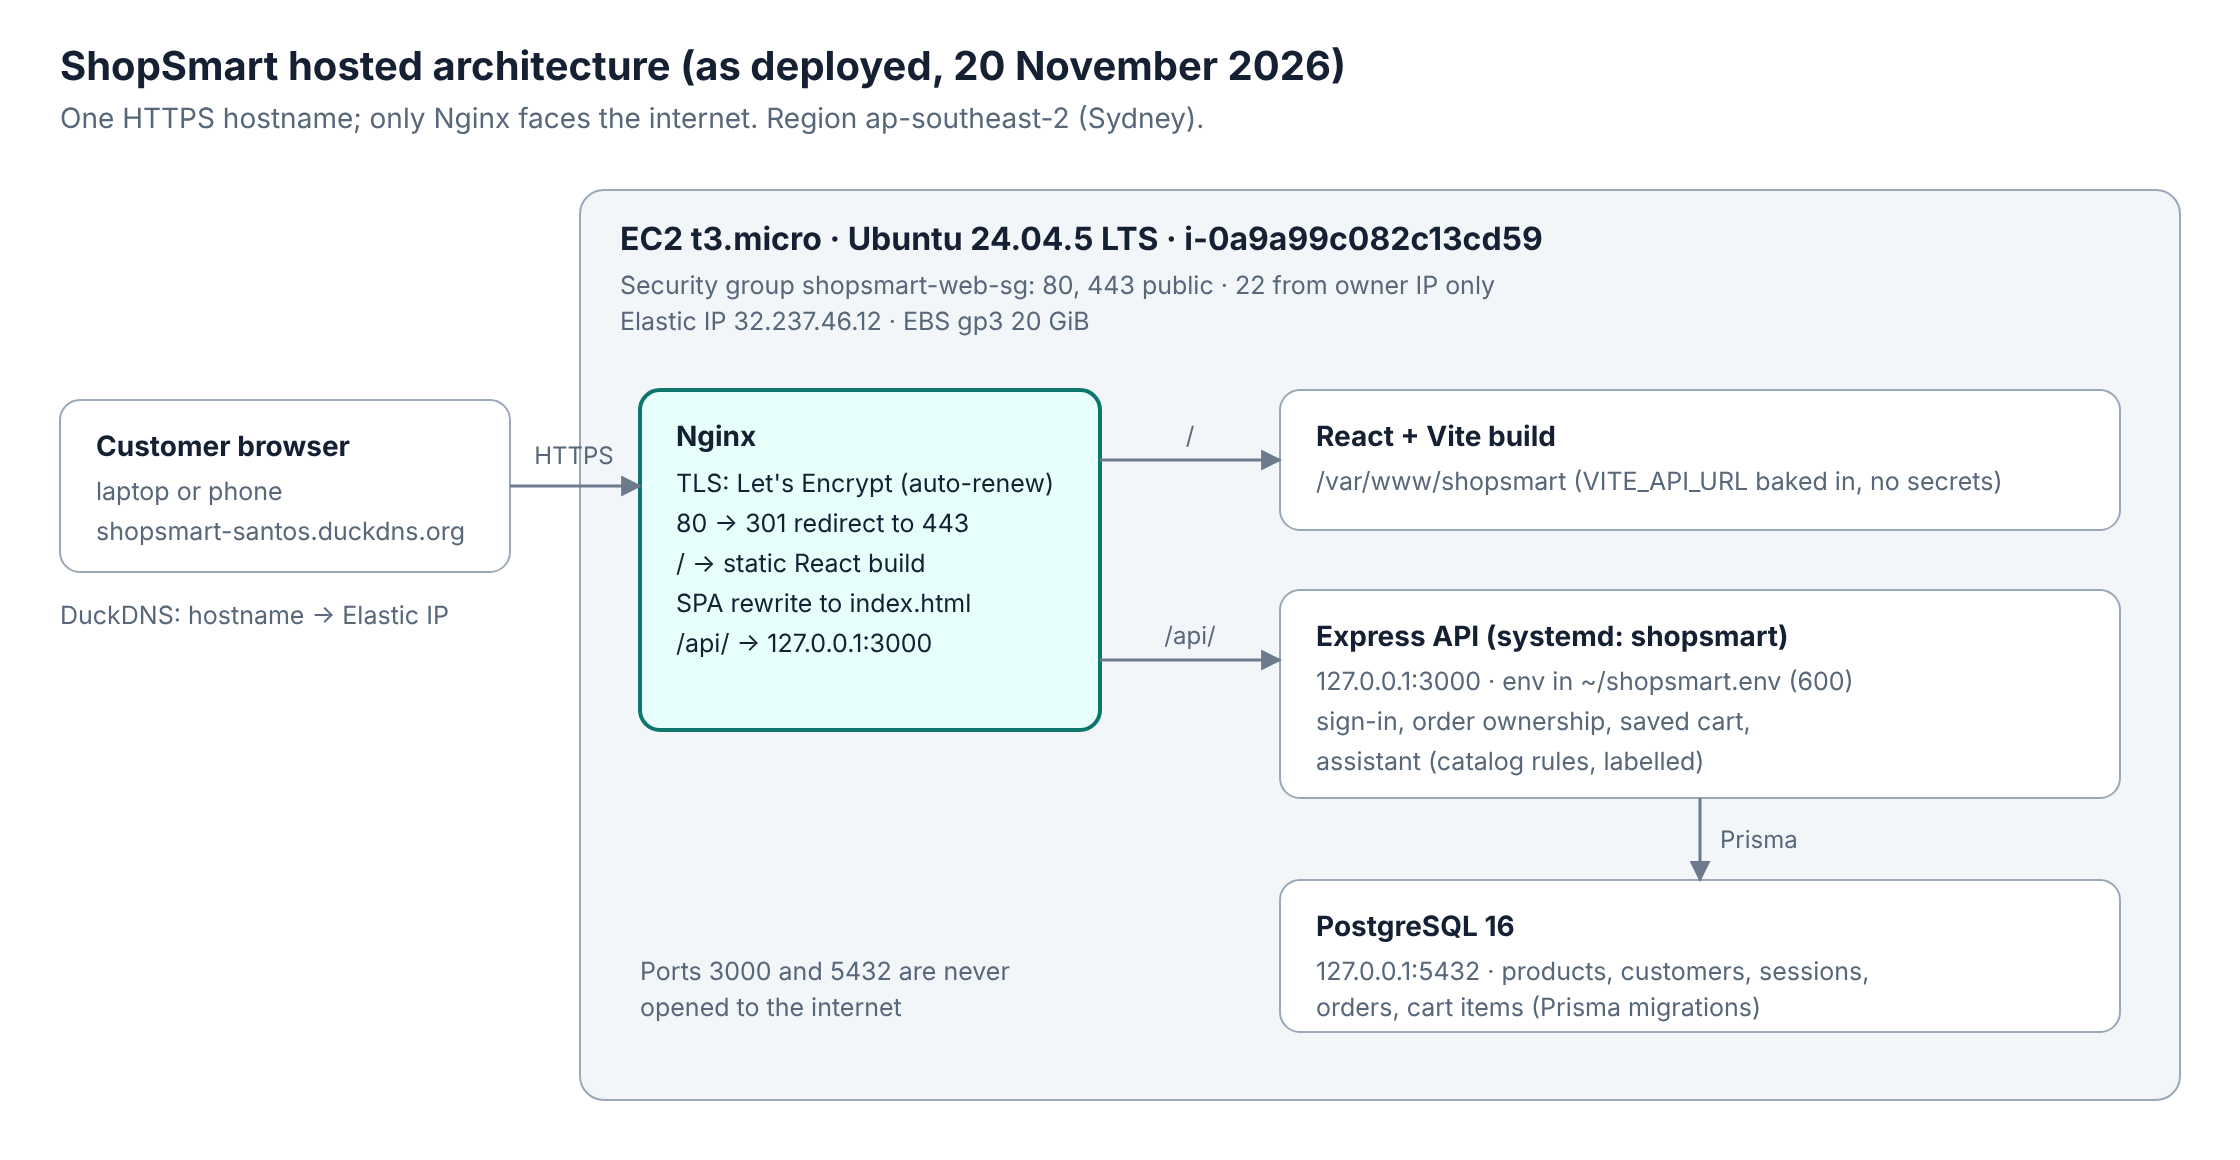 ShopSmart hosted architecture (as deployed, 20 November 2026)
One HTTPS hostname; only Nginx faces the internet. Region ap-southeast-2 (Sydney).
EC2 t3.micro · Ubuntu 24.04.5 LTS · i-0a9a99c082c13cd59
Security group shopsmart-web-sg: 80, 443 public · 22 from owner IP only
Elastic IP 32.237.46.12 · EBS gp3 20 GiB
Customer browser
laptop or phone
shopsmart-santos.duckdns.org
DuckDNS: hostname → Elastic IP
HTTPS
Nginx
TLS: Let's Encrypt (auto-renew)
80 → 301 redirect to 443
/ → static React build
SPA rewrite to index.html
/api/ → 127.0.0.1:3000
/
React + Vite build
/var/www/shopsmart (VITE_API_URL baked in, no secrets)
/api/
Express API (systemd: shopsmart)
127.0.0.1:3000 · env in ~/shopsmart.env (600)
sign-in, order ownership, saved cart,
assistant (catalog rules, labelled)
Prisma
PostgreSQL 16
127.0.0.1:5432 · products, customers, sessions,
orders, cart items (Prisma migrations)
Ports 3000 and 5432 are never
opened to the internet